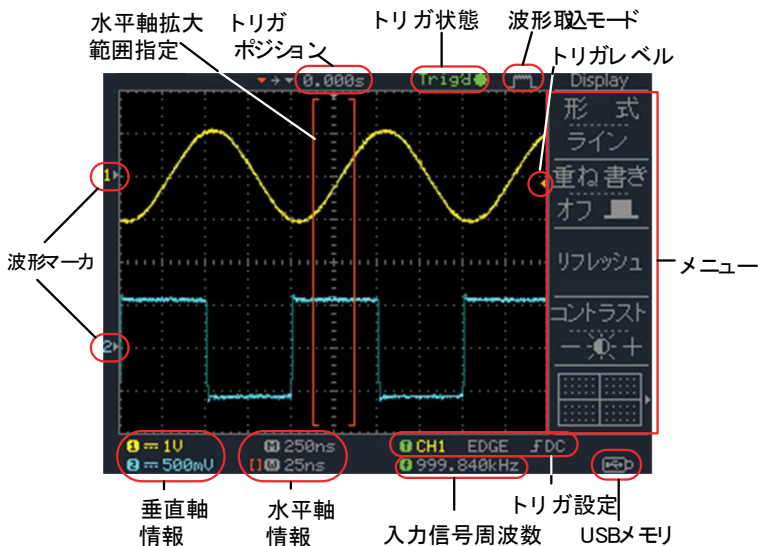 水平軸拡大
範囲指定
トリガ
ポジション
トリガ状態
波形取込モード
トリガレベル
0.000s
Trig'd
Display
形 式
ライン
重ね書き
オフ
リフレッシュ
コントラスト
− +
1
2
波形マーカ
メニュー
1 1V
2 500mV
M 250ns
[] W 25ns
T CH1 EDGE DC
f 999.840kHz
垂直軸
情報
水平軸
情報
入力信号周波数
トリガ設定
USBメモリ